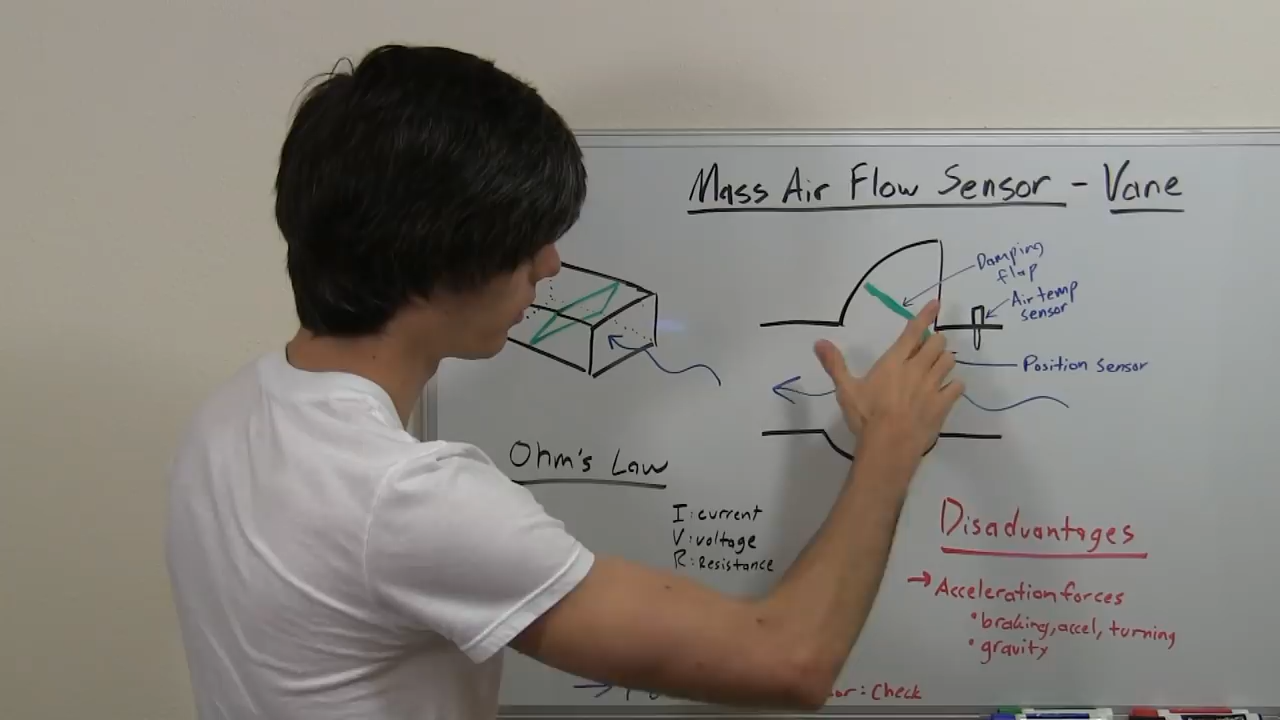 Mass Air Flow Sensor - Vane
Damping
flap
Air temp
sensor
Position sensor
Ohm's Law
I: current
V: voltage
R: Resistance
Disadvantages
→ Acceleration forces
• braking, accel, turning
• gravity
: Check